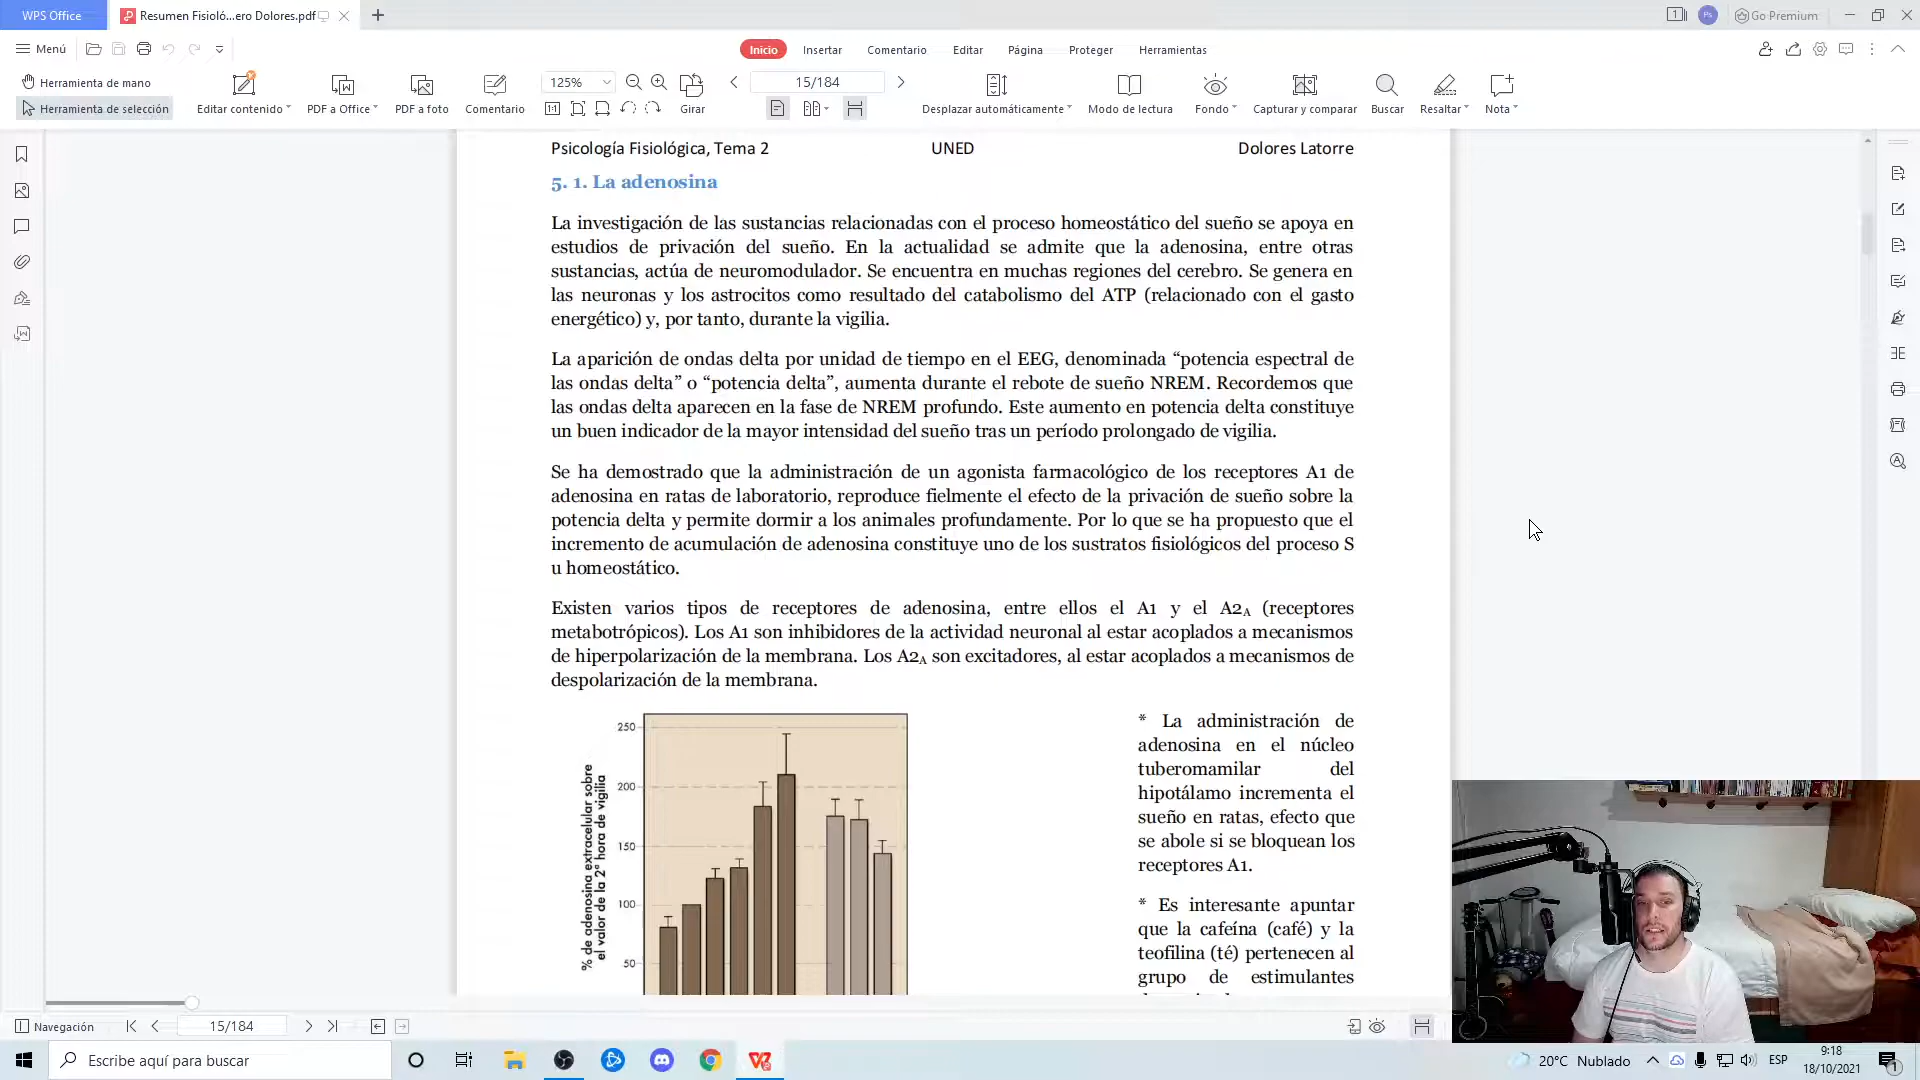 WPS Office
Resumen Fisioló...ero Dolores.pdf
1
Ps
Go Premium
Menú
Inicio
Insertar
Comentario
Editar
Página
Proteger
Herramientas
Herramienta de mano
Herramienta de selección
Editar contenido
PDF a Office
PDF a foto
Comentario
125%
Girar
15/184
Desplazar automáticamente
Modo de lectura
Fondo
Capturar y comparar
Buscar
Resaltar
Nota
Psicología Fisiológica, Tema 2 UNED Dolores Latorre
5. 1. La adenosina
La investigación de las sustancias relacionadas con el proceso homeostático del sueño se apoya en
estudios de privación del sueño. En la actualidad se admite que la adenosina, entre otras
sustancias, actúa de neuromodulador. Se encuentra en muchas regiones del cerebro. Se genera en
las neuronas y los astrocitos como resultado del catabolismo del ATP (relacionado con el gasto
energético) y, por tanto, durante la vigilia.
La aparición de ondas delta por unidad de tiempo en el EEG, denominada “potencia espectral de
las ondas delta” o “potencia delta”, aumenta durante el rebote de sueño NREM. Recordemos que
las ondas delta aparecen en la fase de NREM profundo. Este aumento en potencia delta constituye
un buen indicador de la mayor intensidad del sueño tras un período prolongado de vigilia.
Se ha demostrado que la administración de un agonista farmacológico de los receptores A1 de
adenosina en ratas de laboratorio, reproduce fielmente el efecto de la privación de sueño sobre la
potencia delta y permite dormir a los animales profundamente. Por lo que se ha propuesto que el
incremento de acumulación de adenosina constituye uno de los sustratos fisiológicos del proceso S
u homeostático.
Existen varios tipos de receptores de adenosina, entre ellos el A1 y el A2A (receptores
metabotrópicos). Los A1 son inhibidores de la actividad neuronal al estar acoplados a mecanismos
de hiperpolarización de la membrana. Los A2A son excitadores, al estar acoplados a mecanismos de
despolarización de la membrana.
% de adenosina extracelular sobre
el valor de la 2ª hora de vigilia
250
200
150
100
50
* La administración de
adenosina en el núcleo
tuberomamilar del
hipotálamo incrementa el
sueño en ratas, efecto que
se abole si se bloquean los
receptores A1.
* Es interesante apuntar
que la cafeína (café) y la
teofilina (té) pertenecen al
grupo de estimulantes
Navegación
15/184
Escribe aquí para buscar
20°C Nublado
ESP
9:18
18/10/2021
1